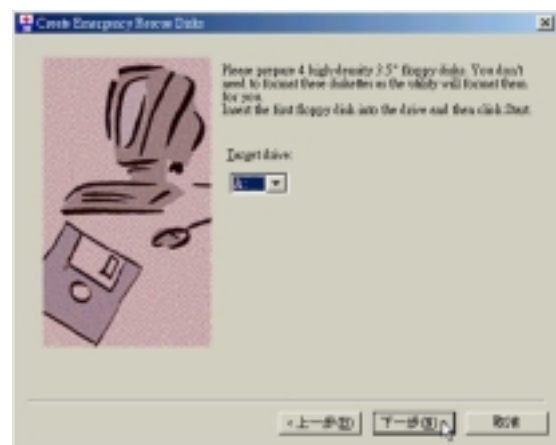 Create Emergency Rescue Disks
Please prepare 4 high-density 3.5" floppy disks. You don't
need to format these diskettes as the utility will format them
for you.
Insert the first floppy disk into the drive and then click Start.
Target drive:
A:
<上一步(B)
下一步(N)
取消